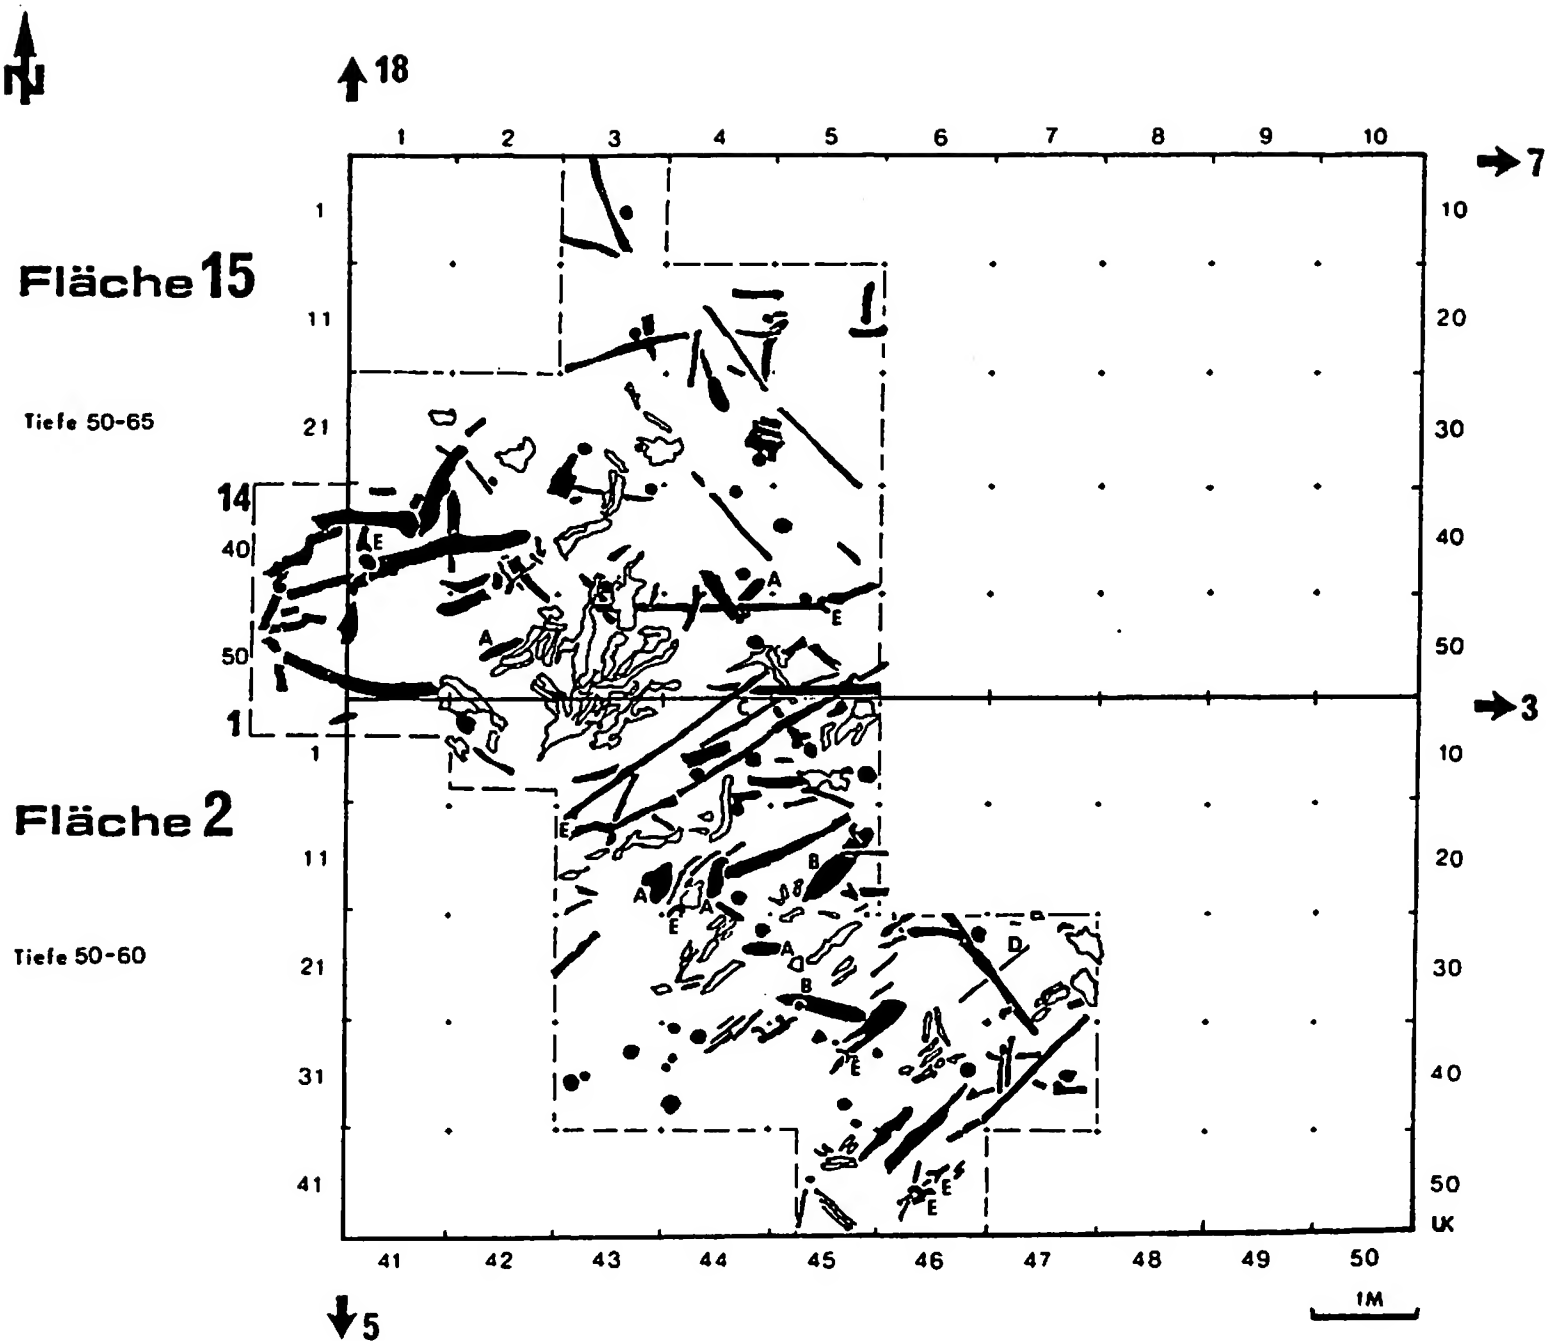 N
18
1 2 3 4 5 6 7 8 9 10
7
1 10
Fläche 15
11 20
Tiefe 50-65
21 30
14
40 E 40
A
E
A
50 50
1
3
1 10
Fläche 2
E
11 B 20
A A
E
D
Tiefe 50-60
A
21 30
B
E
31 40
E
41 50
E
UK
41 42 43 44 45 46 47 48 49 50
1M
5